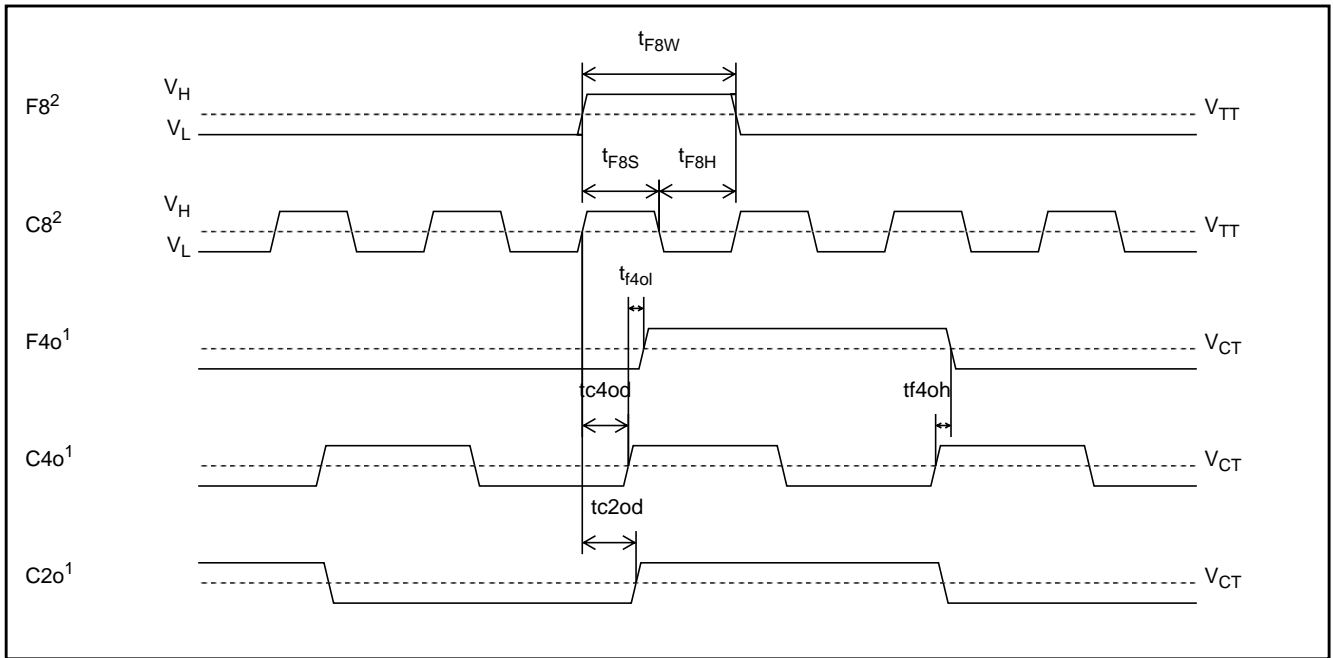 tF8W
VH
F8² VTT
VL
tF8S tF8H
VH
C8² VTT
VL
tf4ol
F4o¹ VCT
tc4od tf4oh
C4o¹ VCT
tc2od
C2o¹ VCT